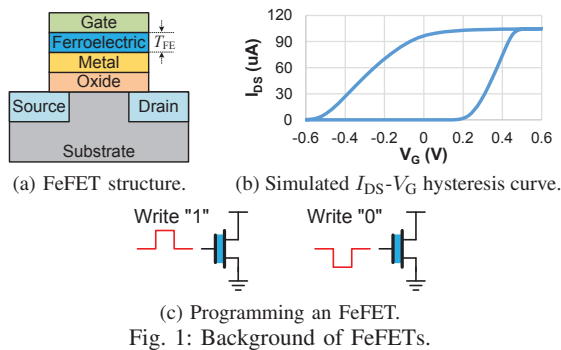 Gate
Ferroelectric
T_FE
Metal
Oxide
Source
Drain
Substrate
(a) FeFET structure.
I_DS (uA)
120
90
60
30
0
-0.6
-0.4
-0.2
0
0.2
0.4
0.6
V_G (V)
(b) Simulated I_DS-V_G hysteresis curve.
Write "1"
Write "0"
(c) Programming an FeFET.
Fig. 1: Background of FeFETs.